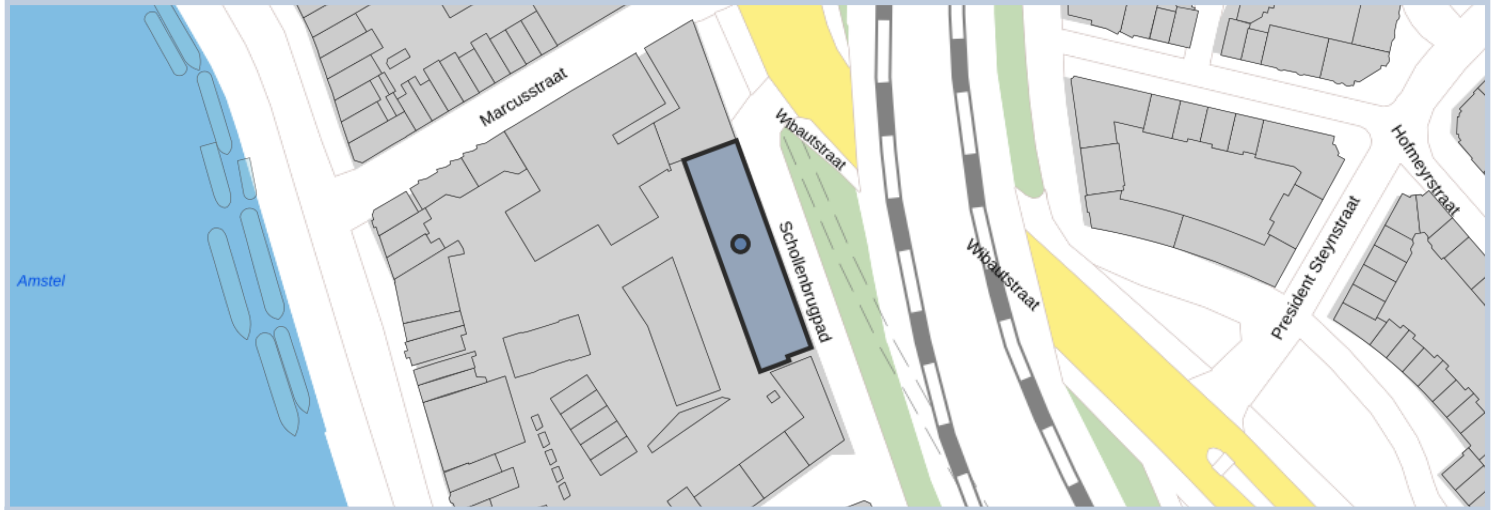 Marcusstraat
Wibautstraat
Hofmeyrstraat
Schollenbrugpad
Wibautstraat
President Steynstraat
Amstel